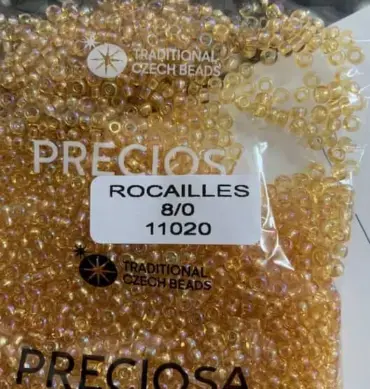 TRADITIONAL
CZECH BEADS
PRECIOSA
ROCAILLES
8/0
11020
TRADITIONAL
CZECH BEADS
PRECIOSA